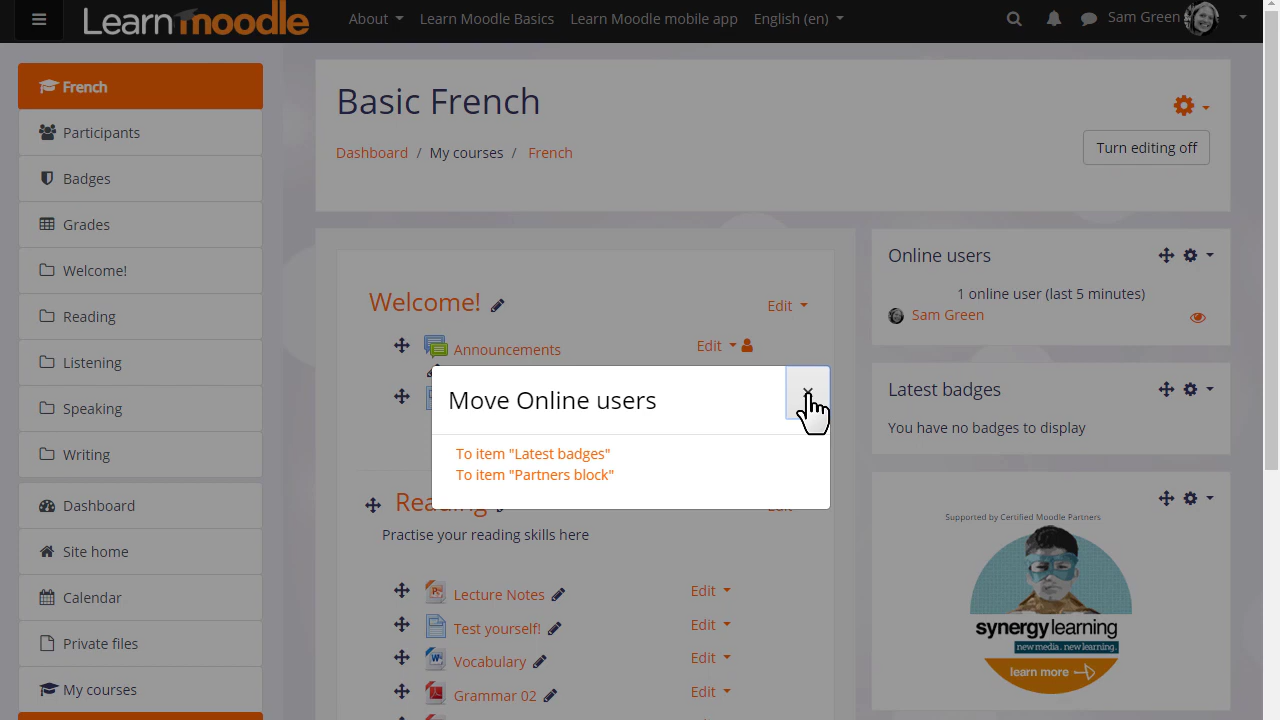 Learn moodle
About
Learn Moodle Basics
Learn Moodle mobile app
English (en)
Sam Green
French
Participants
Badges
Grades
Welcome!
Reading
Listening
Speaking
Writing
Dashboard
Site home
Calendar
Private files
My courses
Basic French
Dashboard / My courses / French
Turn editing off
Welcome!
Edit
Announcements
Edit
Move Online users
×
To item "Latest badges"
To item "Partners block"
Reading
Edit
Practise your reading skills here
Lecture Notes
Edit
Test yourself!
Edit
Vocabulary
Edit
Grammar 02
Edit
Online users
1 online user (last 5 minutes)
Sam Green
Latest badges
You have no badges to display
Supported by Certified Moodle Partners
synergylearning
new media. new learning.
learn more